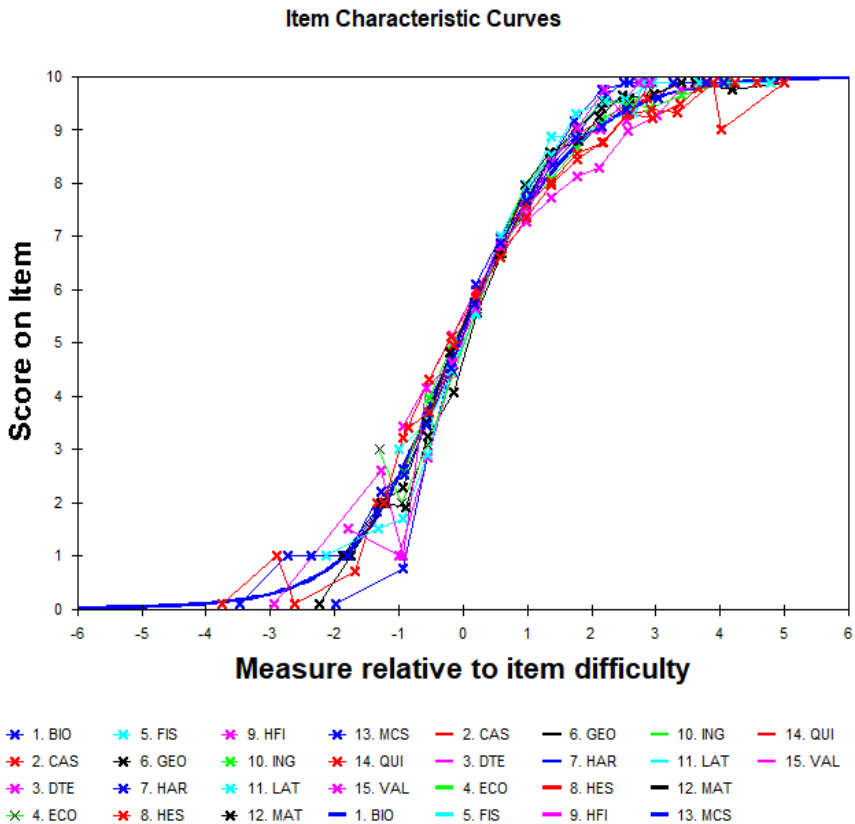 Item Characteristic Curves
10
9
8
7
6
5
4
3
2
1
0
Score on Item
-6 -5 -4 -3 -2 -1 0 1 2 3 4 5 6
Measure relative to item difficulty
1. BIO 5. FIS 9. HFI 13. MCS 2. CAS 6. GEO 10. ING 14. QUI
2. CAS 6. GEO 10. ING 14. QUI 3. DTE 7. HAR 11. LAT 15. VAL
3. DTE 7. HAR 11. LAT 15. VAL 4. ECO 8. HES 12. MAT
4. ECO 8. HES 12. MAT 1. BIO 5. FIS 9. HFI 13. MCS